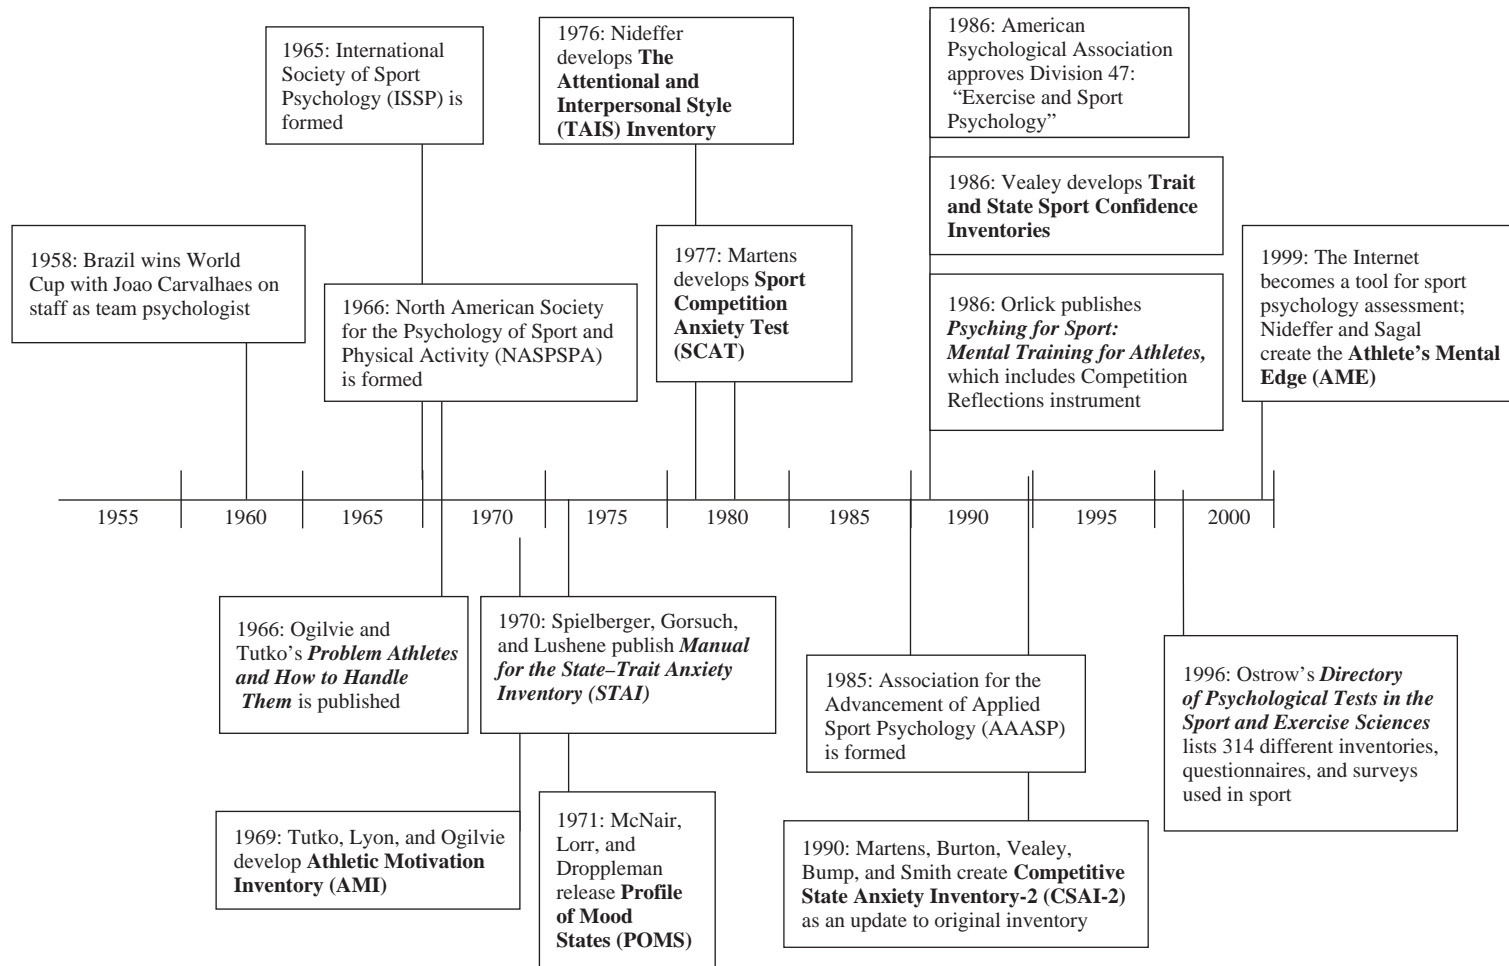 1965: International
Society of Sport
Psychology (ISSP) is
formed
1976: Nideffer
develops The
Attentional and
Interpersonal Style
(TAIS) Inventory
1986: American
Psychological Association
approves Division 47:
“Exercise and Sport
Psychology”
1958: Brazil wins World
Cup with Joao Carvalhaes on
staff as team psychologist
1966: North American Society
for the Psychology of Sport and
Physical Activity (NASPSPA)
is formed
1977: Martens
develops Sport
Competition
Anxiety Test
(SCAT)
1986: Vealey develops Trait
and State Sport Confidence
Inventories
1986: Orlick publishes
Psyching for Sport:
Mental Training for Athletes,
which includes Competition
Reflections instrument
1999: The Internet
becomes a tool for sport
psychology assessment;
Nideffer and Sagal
create the Athlete’s Mental
Edge (AME)
1955 1960 1965 1970 1975 1980 1985 1990 1995 2000
1966: Ogilvie and
Tutko’s Problem Athletes
and How to Handle
Them is published
1970: Spielberger, Gorsuch,
and Lushene publish Manual
for the State–Trait Anxiety
Inventory (STAI)
1985: Association for the
Advancement of Applied
Sport Psychology (AAASP)
is formed
1996: Ostrow’s Directory
of Psychological Tests in the
Sport and Exercise Sciences
lists 314 different inventories,
questionnaires, and surveys
used in sport
1969: Tutko, Lyon, and Ogilvie
develop Athletic Motivation
Inventory (AMI)
1971: McNair,
Lorr, and
Droppleman
release Profile
of Mood
States (POMS)
1990: Martens, Burton, Vealey,
Bump, and Smith create Competitive
State Anxiety Inventory-2 (CSAI-2)
as an update to original inventory